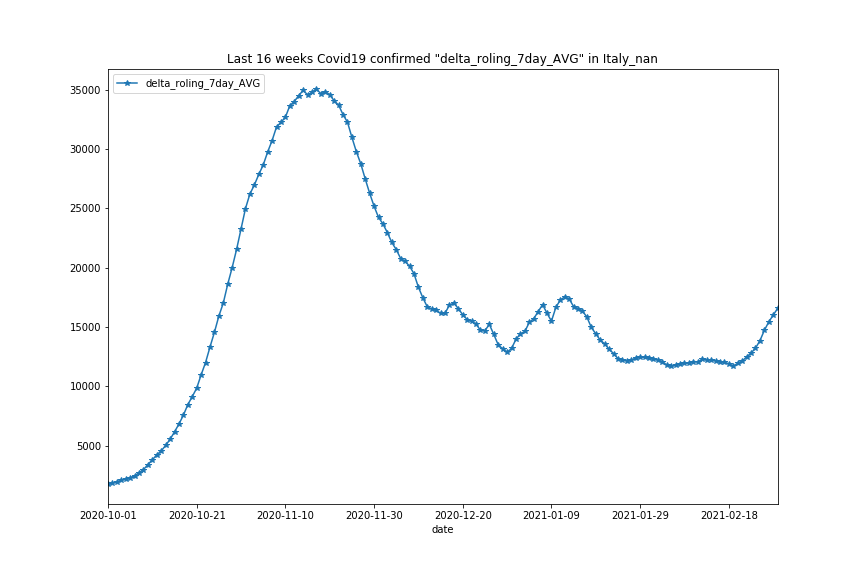 Last 16 weeks Covid19 confirmed "delta_roling_7day_AVG" in Italy_nan
delta_roling_7day_AVG
35000
30000
25000
20000
15000
10000
5000
2020-10-01 2020-10-21 2020-11-10 2020-11-30 2020-12-20 2021-01-09 2021-01-29 2021-02-18
date